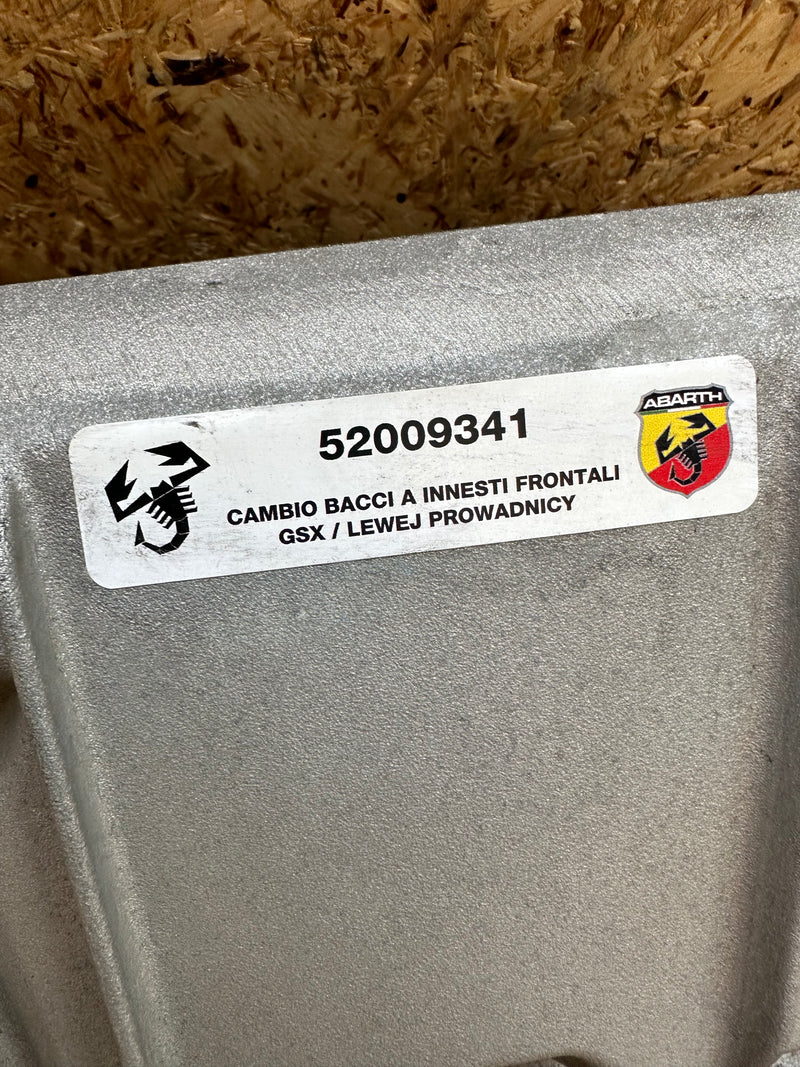 52009341
ABARTH
CAMBIO BACCI A INNESTI FRONTALI
GSX / LEWEJ PROWADNICY